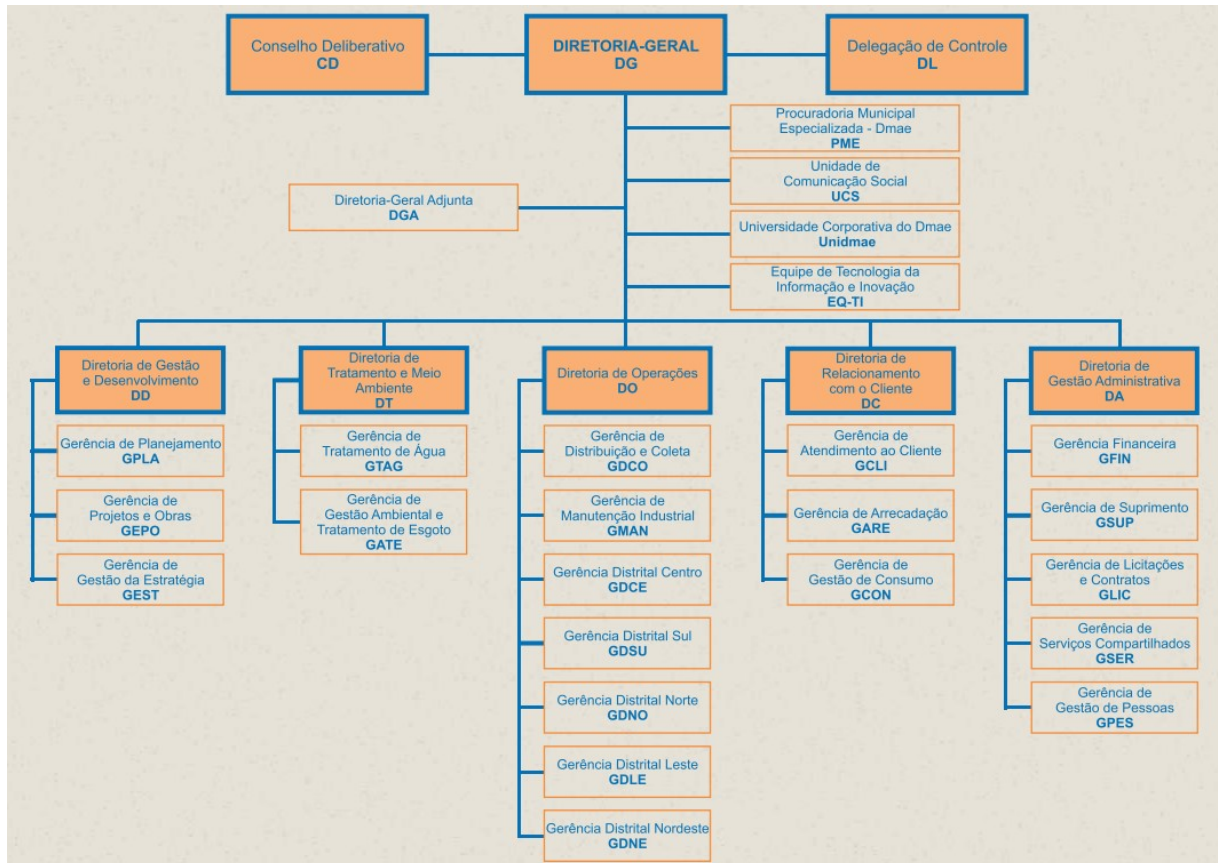 Conselho Deliberativo
CD
DIRETORIA-GERAL
DG
Delegação de Controle
DL
Procuradoria Municipal
Especializada - Dmae
PME
Unidade de
Comunicação Social
UCS
Diretoria-Geral Adjunta
DGA
Universidade Corporativa do Dmae
Unidmae
Equipe de Tecnologia da
Informação e Inovação
EQ-TI
Diretoria de Gestão
e Desenvolvimento
DD
Gerência de Planejamento
GPLA
Gerência de
Projetos e Obras
GEPO
Gerência de
Gestão da Estratégia
GEST
Diretoria de
Tratamento e Meio
Ambiente
DT
Gerência de
Tratamento de Água
GTAG
Gerência de
Gestão Ambiental e
Tratamento de Esgoto
GATE
Diretoria de Operações
DO
Gerência de
Distribuição e Coleta
GDCO
Gerência de
Manutenção Industrial
GMAN
Gerência Distrital Centro
GDCE
Gerência Distrital Sul
GDSU
Gerência Distrital Norte
GDNO
Gerência Distrital Leste
GDLE
Gerência Distrital Nordeste
GDNE
Diretoria de
Relacionamento
com o Cliente
DC
Gerência de
Atendimento ao Cliente
GCLI
Gerência de Arrecadação
GARE
Gerência de
Gestão de Consumo
GCON
Diretoria de
Gestão Administrativa
DA
Gerência Financeira
GFIN
Gerência de Suprimento
GSUP
Gerência de Licitações
e Contratos
GLIC
Gerência de
Serviços Compartilhados
GSER
Gerência de
Gestão de Pessoas
GPES